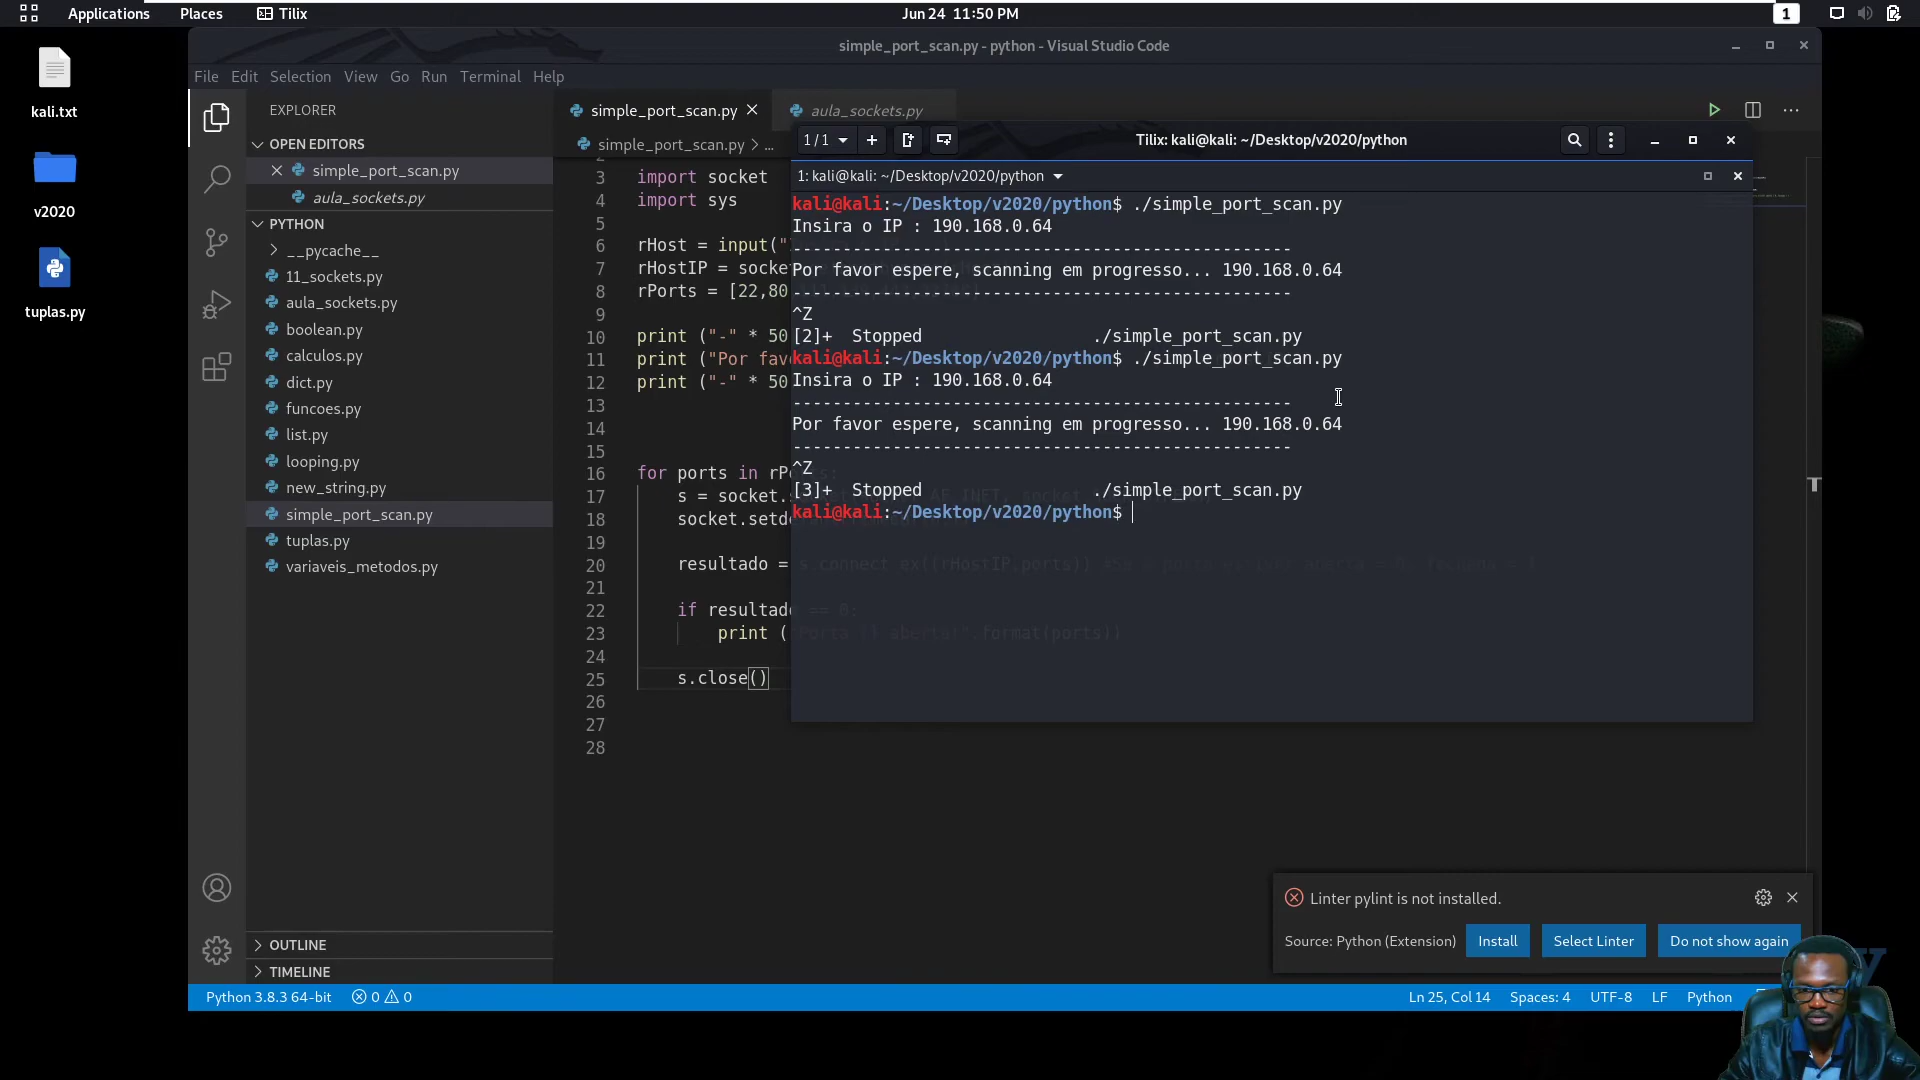 Applications Places Tilix Jun 24 11:50 PM 1
kali.txt
v2020
tuplas.py
simple_port_scan.py - python - Visual Studio Code
File Edit Selection View Go Run Terminal Help
EXPLORER
OPEN EDITORS
simple_port_scan.py
aula_sockets.py
PYTHON
__pycache__
11_sockets.py
aula_sockets.py
boolean.py
calculos.py
dict.py
funcoes.py
list.py
looping.py
new_string.py
simple_port_scan.py
tuplas.py
variaveis_metodos.py
OUTLINE
TIMELINE
simple_port_scan.py aula_sockets.py
simple_port_scan.py > ...
2
3 import socket
4 import sys
5
6 rHost = input("
7 rHostIP = socke
8 rPorts = [22,80
9
10 print ("-" * 50
11 print ("Por fav
12 print ("-" * 50
13
14
15
16 for ports in rPorts:
17 s = socket.
18 socket.setd
19
20 resultado = s.connect_ex((rHostIP,ports))
21
22 if resultado == 0:
23 print ("Porta {} aberta!".format(ports))
24
25 s.close()
26
27
28
1 / 1 Tilix: kali@kali: ~/Desktop/v2020/python
1: kali@kali: ~/Desktop/v2020/python
kali@kali:~/Desktop/v2020/python$ ./simple_port_scan.py
Insira o IP : 190.168.0.64
--------------------------------------------------
Por favor espere, scanning em progresso... 190.168.0.64
--------------------------------------------------
^Z
[2]+  Stopped                 ./simple_port_scan.py
kali@kali:~/Desktop/v2020/python$ ./simple_port_scan.py
Insira o IP : 190.168.0.64
--------------------------------------------------
Por favor espere, scanning em progresso... 190.168.0.64
--------------------------------------------------
^Z
[3]+  Stopped                 ./simple_port_scan.py
kali@kali:~/Desktop/v2020/python$
Linter pylint is not installed.
Source: Python (Extension) Install Select Linter Do not show again
Python 3.8.3 64-bit 0 0 Ln 25, Col 14 Spaces: 4 UTF-8 LF Python